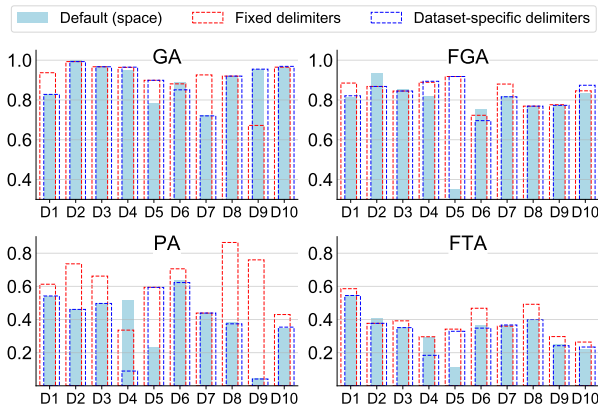 Default (space) Fixed delimiters Dataset-specific delimiters
GA FGA
1.0 1.0
0.8 0.8
0.6 0.6
0.4 0.4
D1 D2 D3 D4 D5 D6 D7 D8 D9 D10 D1 D2 D3 D4 D5 D6 D7 D8 D9 D10
PA FTA
0.8 0.8
0.6 0.6
0.4 0.4
0.2 0.2
D1 D2 D3 D4 D5 D6 D7 D8 D9 D10 D1 D2 D3 D4 D5 D6 D7 D8 D9 D10